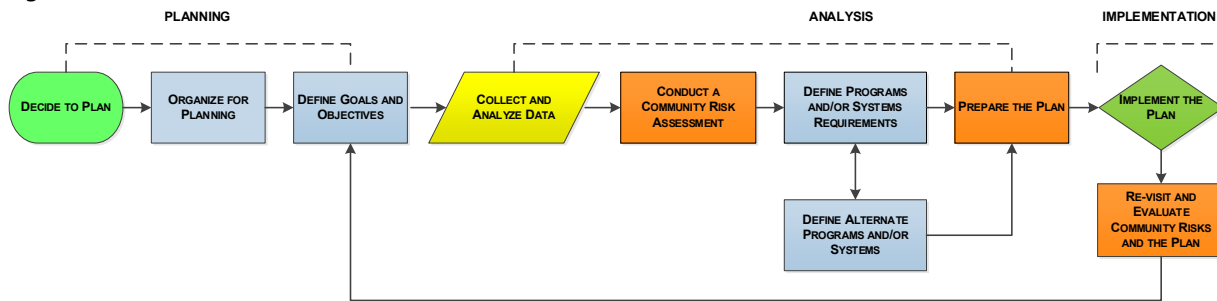 PLANNING
ANALYSIS
IMPLEMENTATION
DECIDE TO PLAN
ORGANIZE FOR
PLANNING
DEFINE GOALS AND
OBJECTIVES
COLLECT AND
ANALYZE DATA
CONDUCT A
COMMUNITY RISK
ASSESSMENT
DEFINE PROGRAMS
AND/OR SYSTEMS
REQUIREMENTS
PREPARE THE PLAN
IMPLEMENT THE
PLAN
DEFINE ALTERNATE
PROGRAMS AND/OR
SYSTEMS
RE-VISIT AND
EVALUATE
COMMUNITY RISKS
AND THE PLAN